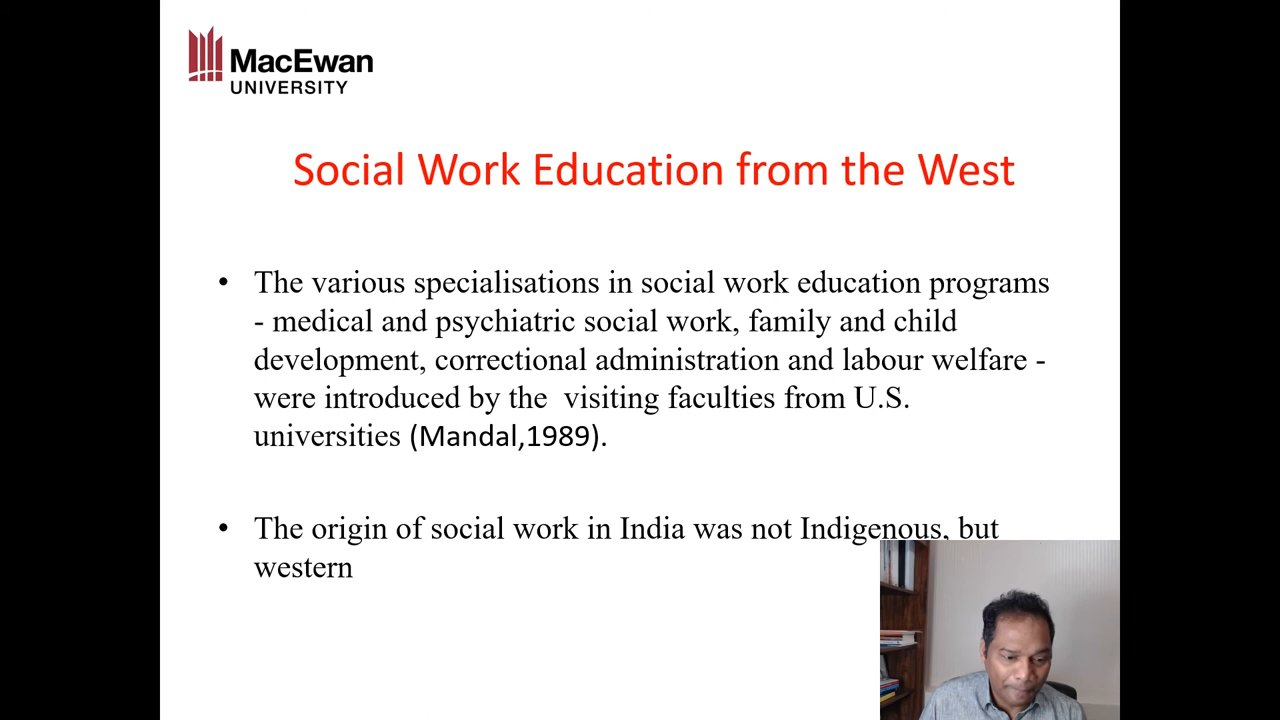 MacEwan
UNIVERSITY
Social Work Education from the West
• The various specialisations in social work education programs
- medical and psychiatric social work, family and child
development, correctional administration and labour welfare -
were introduced by the  visiting faculties from U.S.
universities (Mandal,1989).
• The origin of social work in India was not Indigenous, but
western